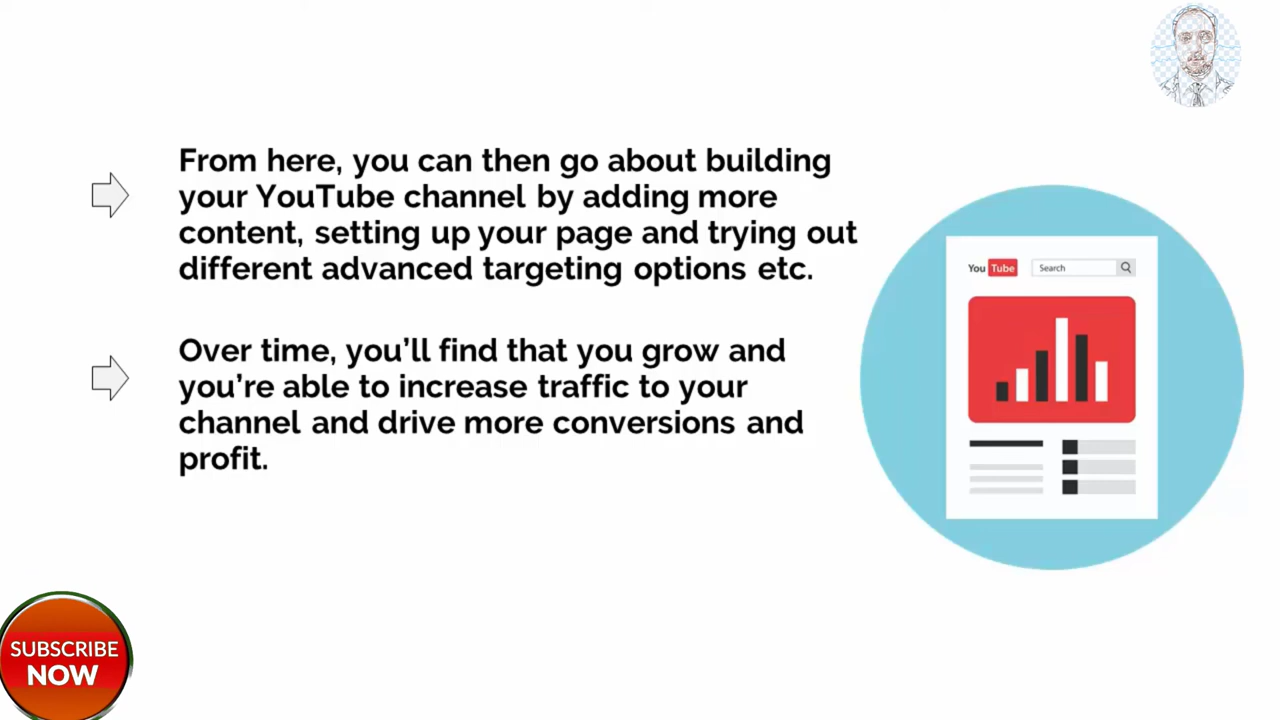 From here, you can then go about building
your YouTube channel by adding more
content, setting up your page and trying out
different advanced targeting options etc.
Over time, you’ll find that you grow and
you’re able to increase traffic to your
channel and drive more conversions and
profit.
You Tube Search
SUBSCRIBE
NOW